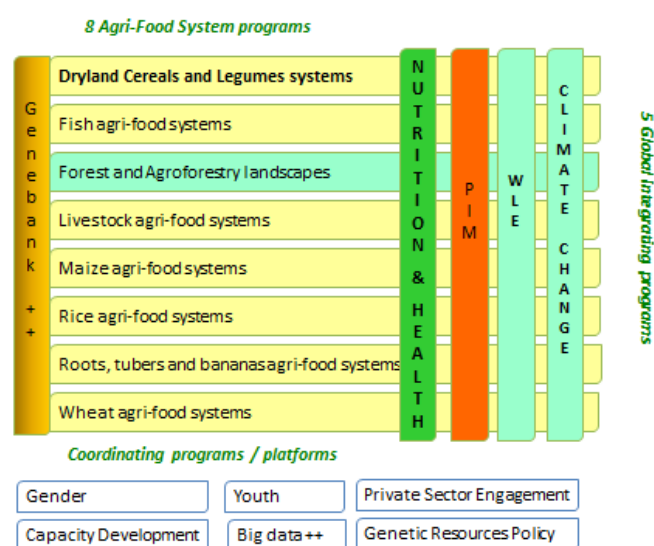 8 Agri-Food System programs
Genebank ++
Dryland Cereals and Legumes systems
Fish agri-food systems
Forest and Agroforestry landscapes
Livestock agri-food systems
Maize agri-food systems
Rice agri-food systems
Roots, tubers and bananas agri-food systems
Wheat agri-food systems
NUTRITION & HEALTH
PIM
WLE
CLIMATE CHANGE
5 Global integrating programs
Coordinating programs / platforms
Gender
Youth
Private Sector Engagement
Capacity Development
Big data ++
Genetic Resources Policy